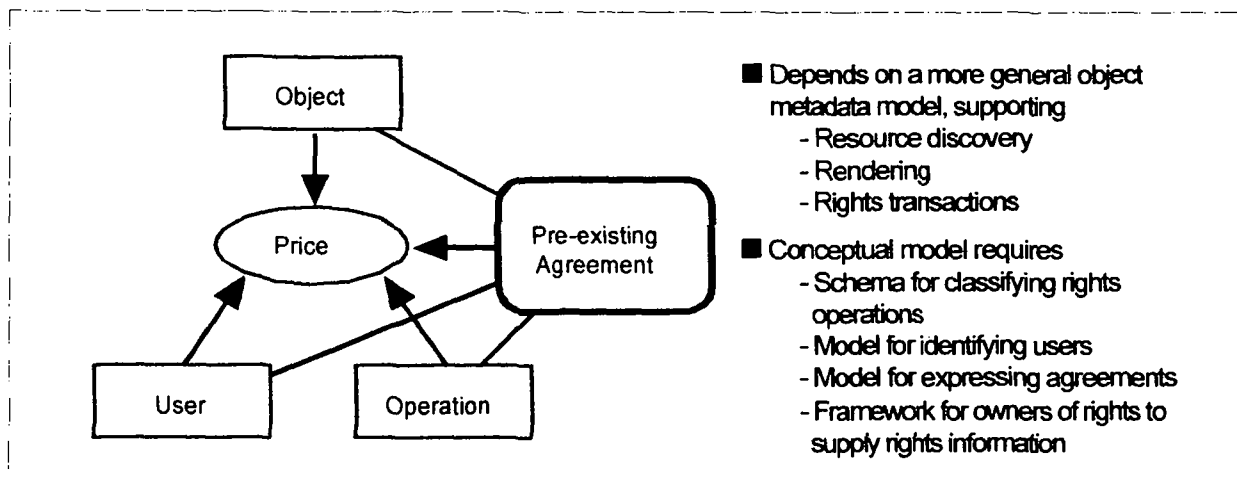 Object
Price
Pre-existing
Agreement
User
Operation
■ Depends on a more general object
metadata model, supporting
- Resource discovery
- Rendering
- Rights transactions
■ Conceptual model requires
- Schema for classifying rights
operations
- Model for identifying users
- Model for expressing agreements
- Framework for owners of rights to
supply rights information